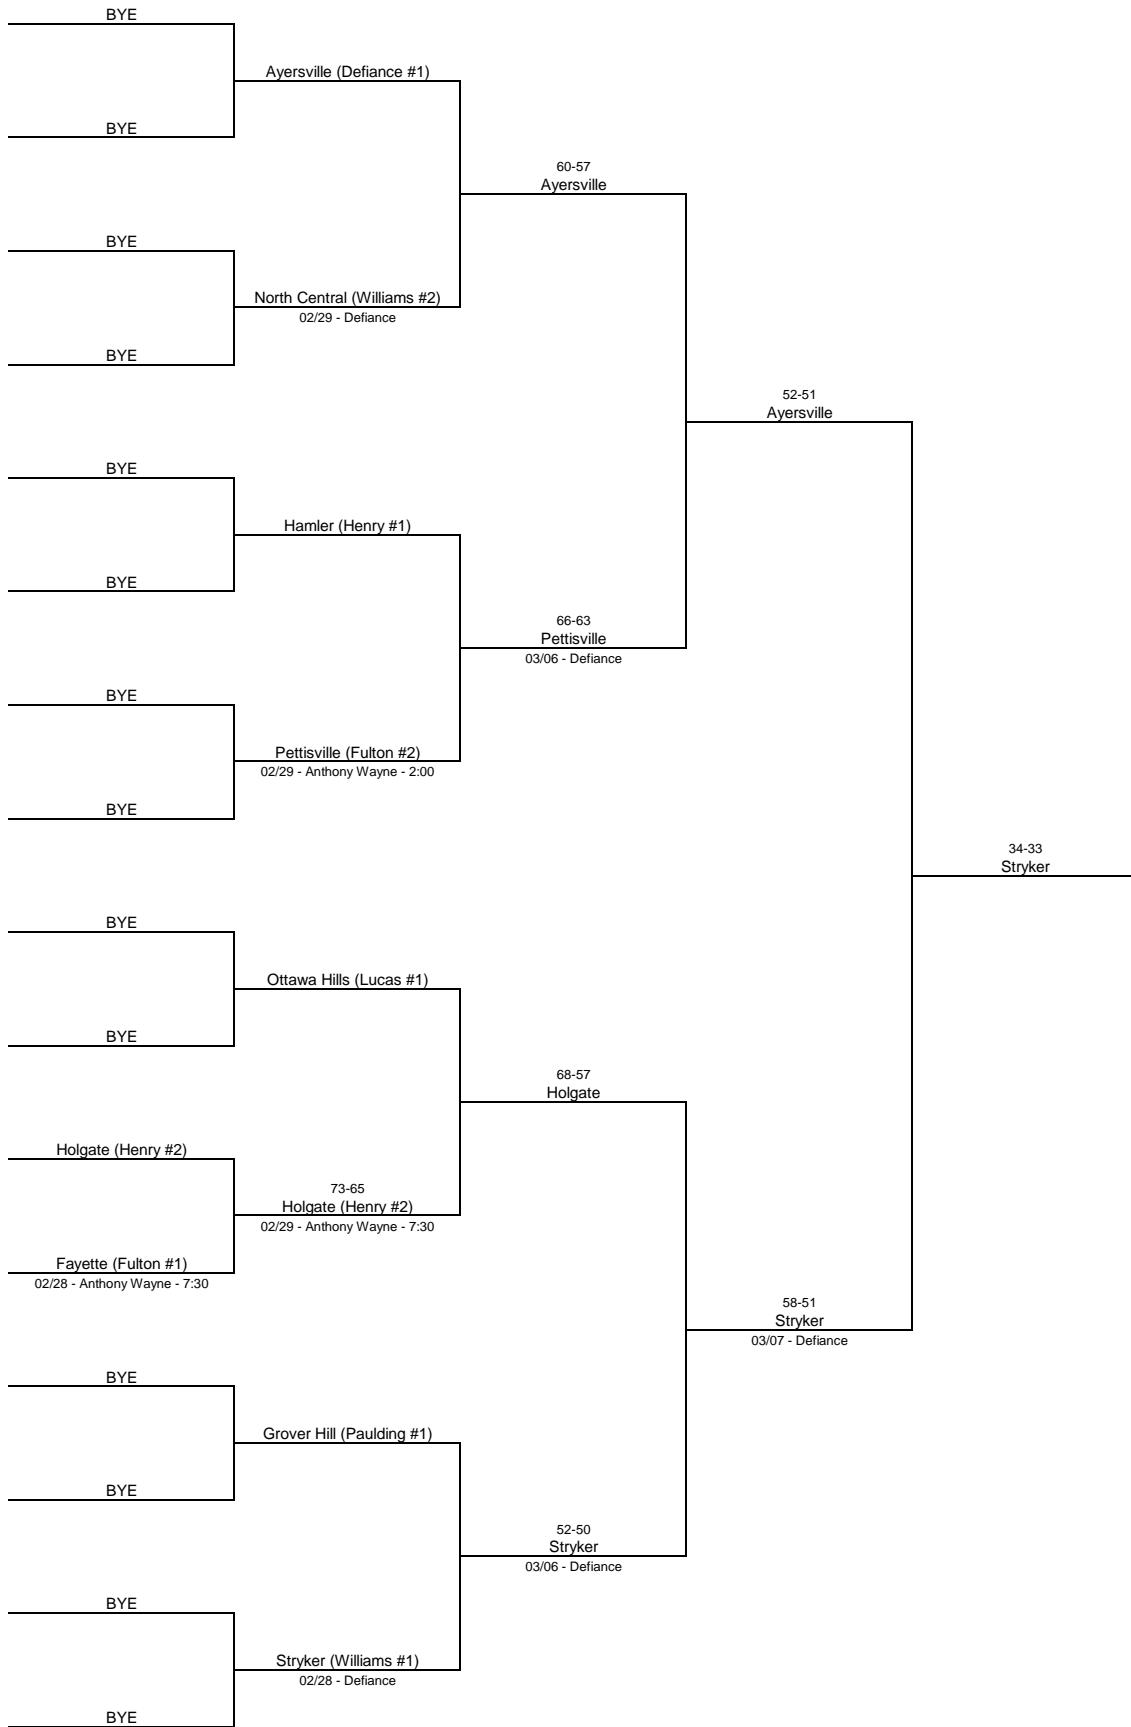 BYE
Ayersville (Defiance #1)
BYE
60-57
Ayersville
BYE
North Central (Williams #2)
02/29 - Defiance
BYE
52-51
Ayersville
BYE
Hamler (Henry #1)
BYE
66-63
Pettisville
03/06 - Defiance
BYE
Pettisville (Fulton #2)
02/29 - Anthony Wayne - 2:00
BYE
34-33
Stryker
BYE
Ottawa Hills (Lucas #1)
BYE
68-57
Holgate
Holgate (Henry #2)
73-65
Holgate (Henry #2)
02/29 - Anthony Wayne - 7:30
Fayette (Fulton #1)
02/28 - Anthony Wayne - 7:30
58-51
Stryker
03/07 - Defiance
BYE
Grover Hill (Paulding #1)
BYE
52-50
Stryker
03/06 - Defiance
BYE
Stryker (Williams #1)
02/28 - Defiance
BYE